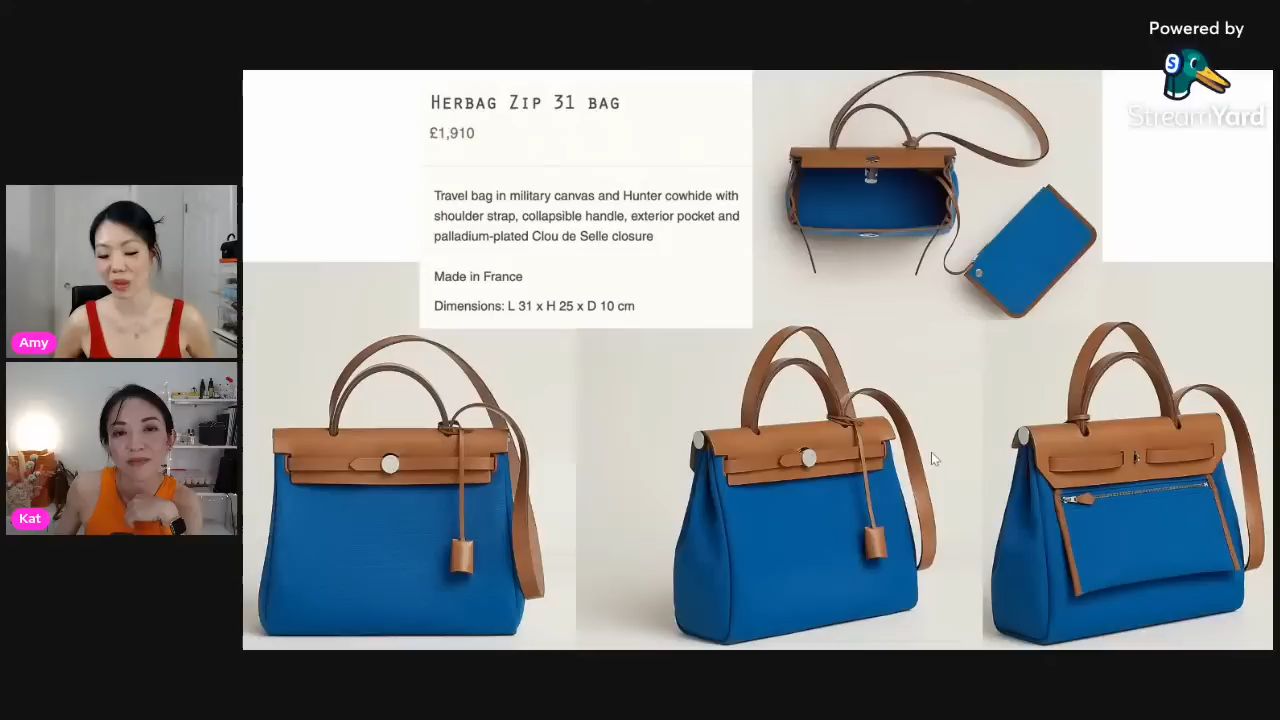 Powered by
S
StreamYard
HERBAG ZIP 31 BAG
£1,910
Travel bag in military canvas and Hunter cowhide with
shoulder strap, collapsible handle, exterior pocket and
palladium-plated Clou de Selle closure
Made in France
Dimensions: L 31 x H 25 x D 10 cm
Amy
Kat